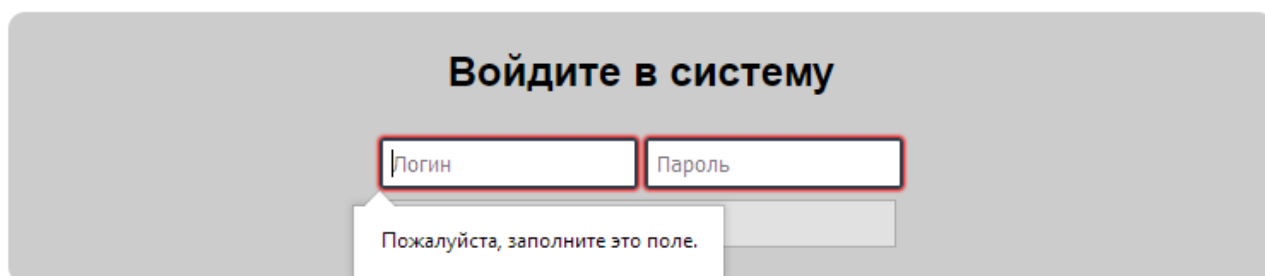 Войдите в систему
Логин
Пароль
Пожалуйста, заполните это поле.